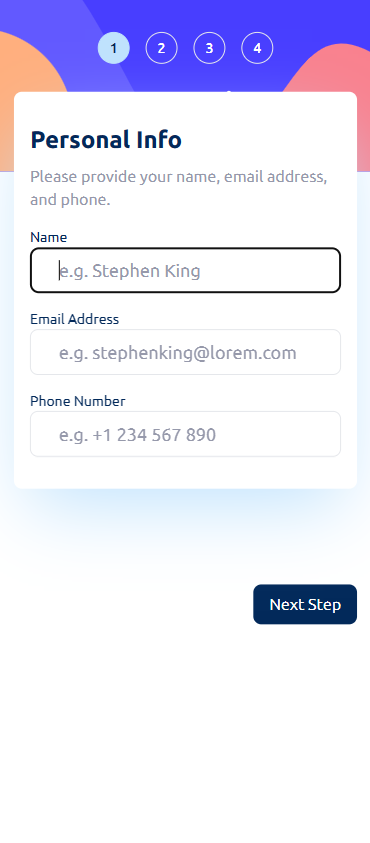 1 2 3 4
Personal Info
Please provide your name, email address,
and phone.
Name
e.g. Stephen King
Email Address
e.g. stephenking@lorem.com
Phone Number
e.g. +1 234 567 890
Next Step